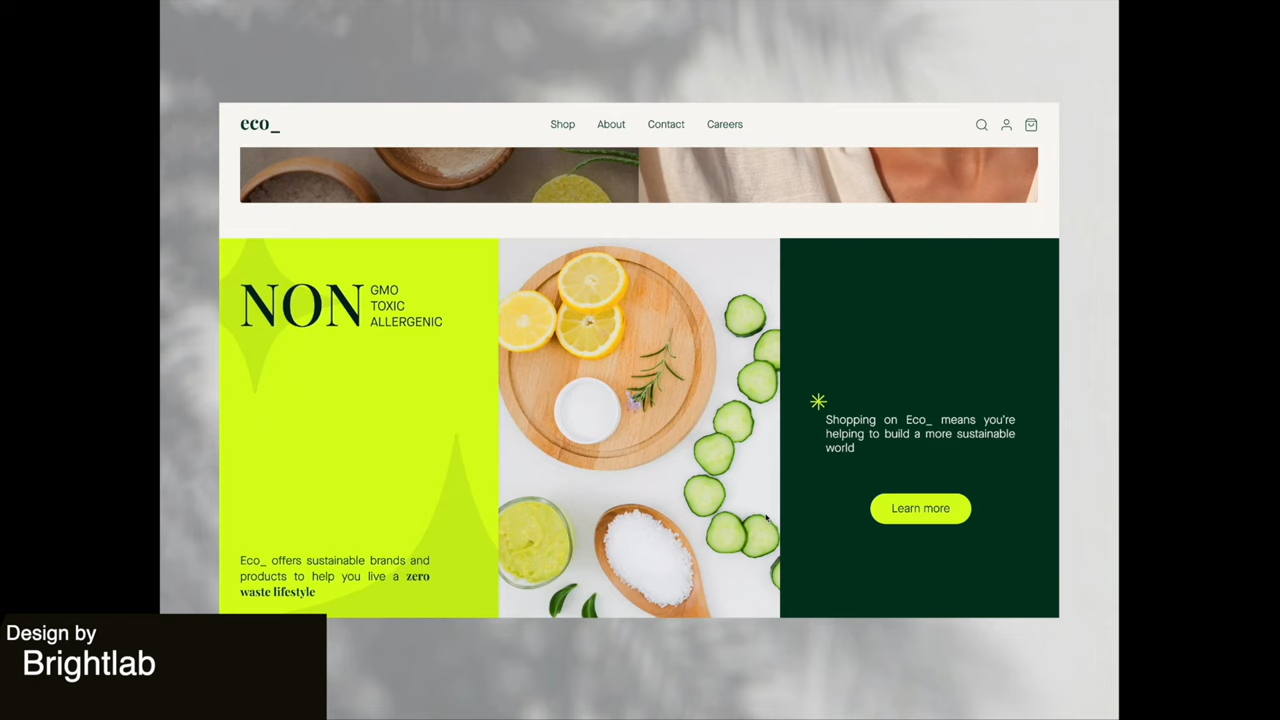 eco_
Shop About Contact Careers
NON
GMO
TOXIC
ALLERGENIC
Eco_ offers sustainable brands and
products to help you live a zero
waste lifestyle
Shopping on Eco_ means you're
helping to build a more sustainable
world
Learn more
Design by
Brightlab